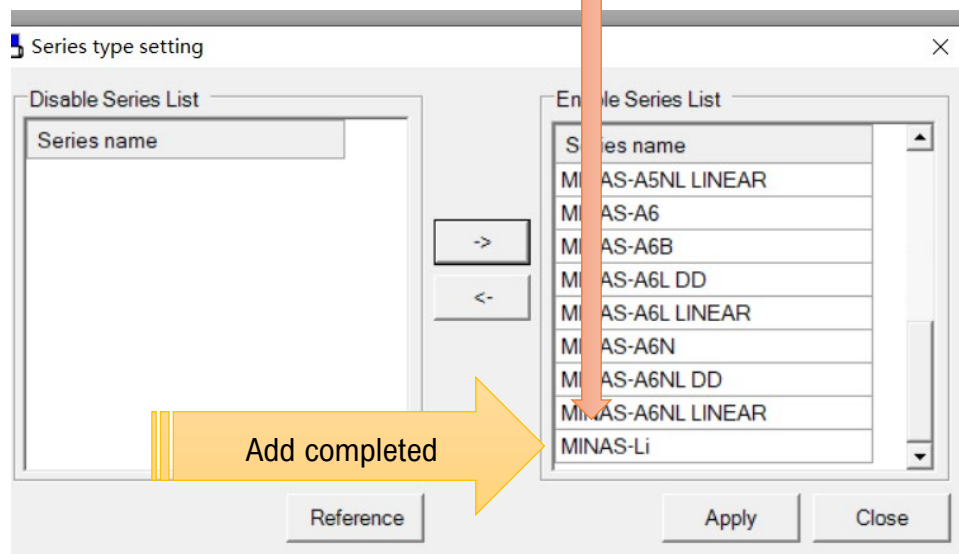 Series type setting
Disable Series List
Series name
->
<-
Enable Series List
Series name
MINAS-A5NL LINEAR
MINAS-A6
MINAS-A6B
MINAS-A6L DD
MINAS-A6L LINEAR
MINAS-A6N
MINAS-A6NL DD
MINAS-A6NL LINEAR
MINAS-Li
Add completed
Reference
Apply
Close